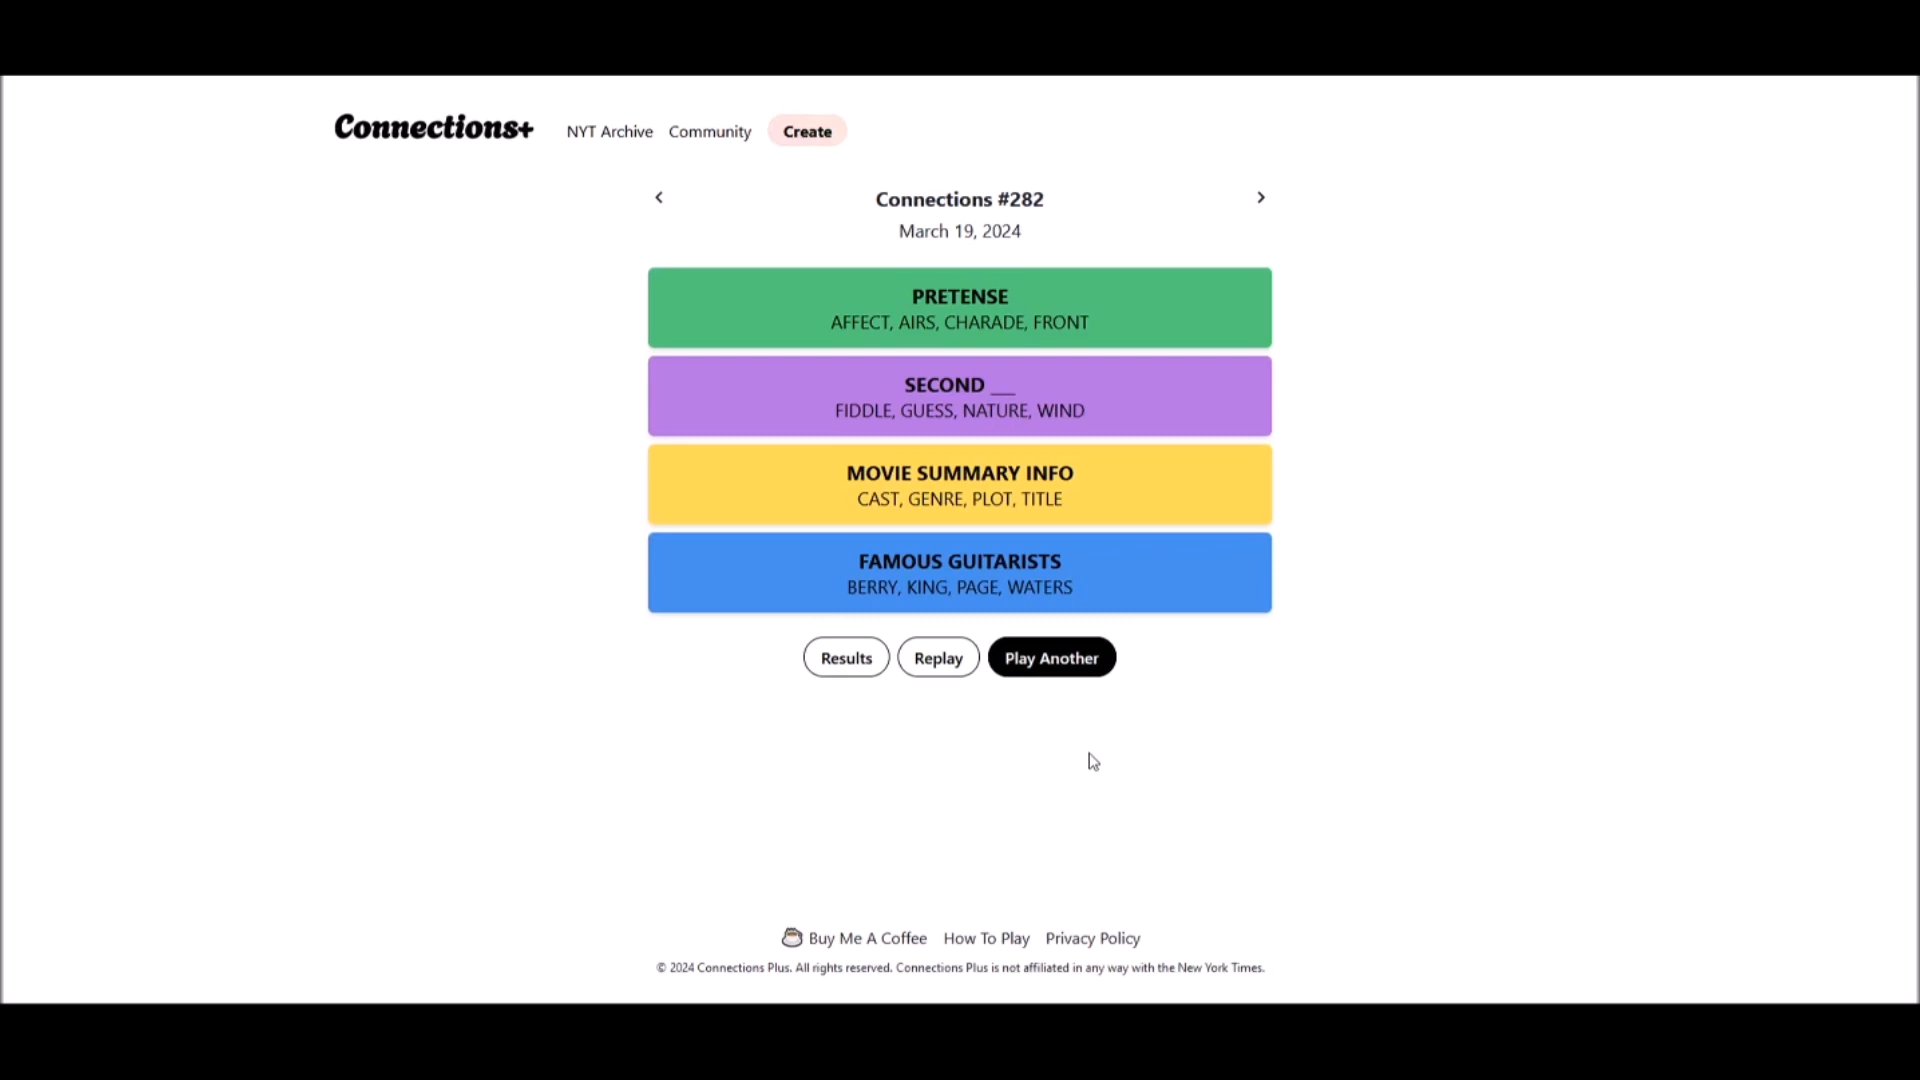 Connections+ NYT Archive Community Create
Connections #282
March 19, 2024
PRETENSE
AFFECT, AIRS, CHARADE, FRONT
SECOND ___
FIDDLE, GUESS, NATURE, WIND
MOVIE SUMMARY INFO
CAST, GENRE, PLOT, TITLE
FAMOUS GUITARISTS
BERRY, KING, PAGE, WATERS
Results Replay Play Another
Buy Me A Coffee How To Play Privacy Policy
© 2024 Connections Plus. All rights reserved. Connections Plus is not affiliated in any way with the New York Times.